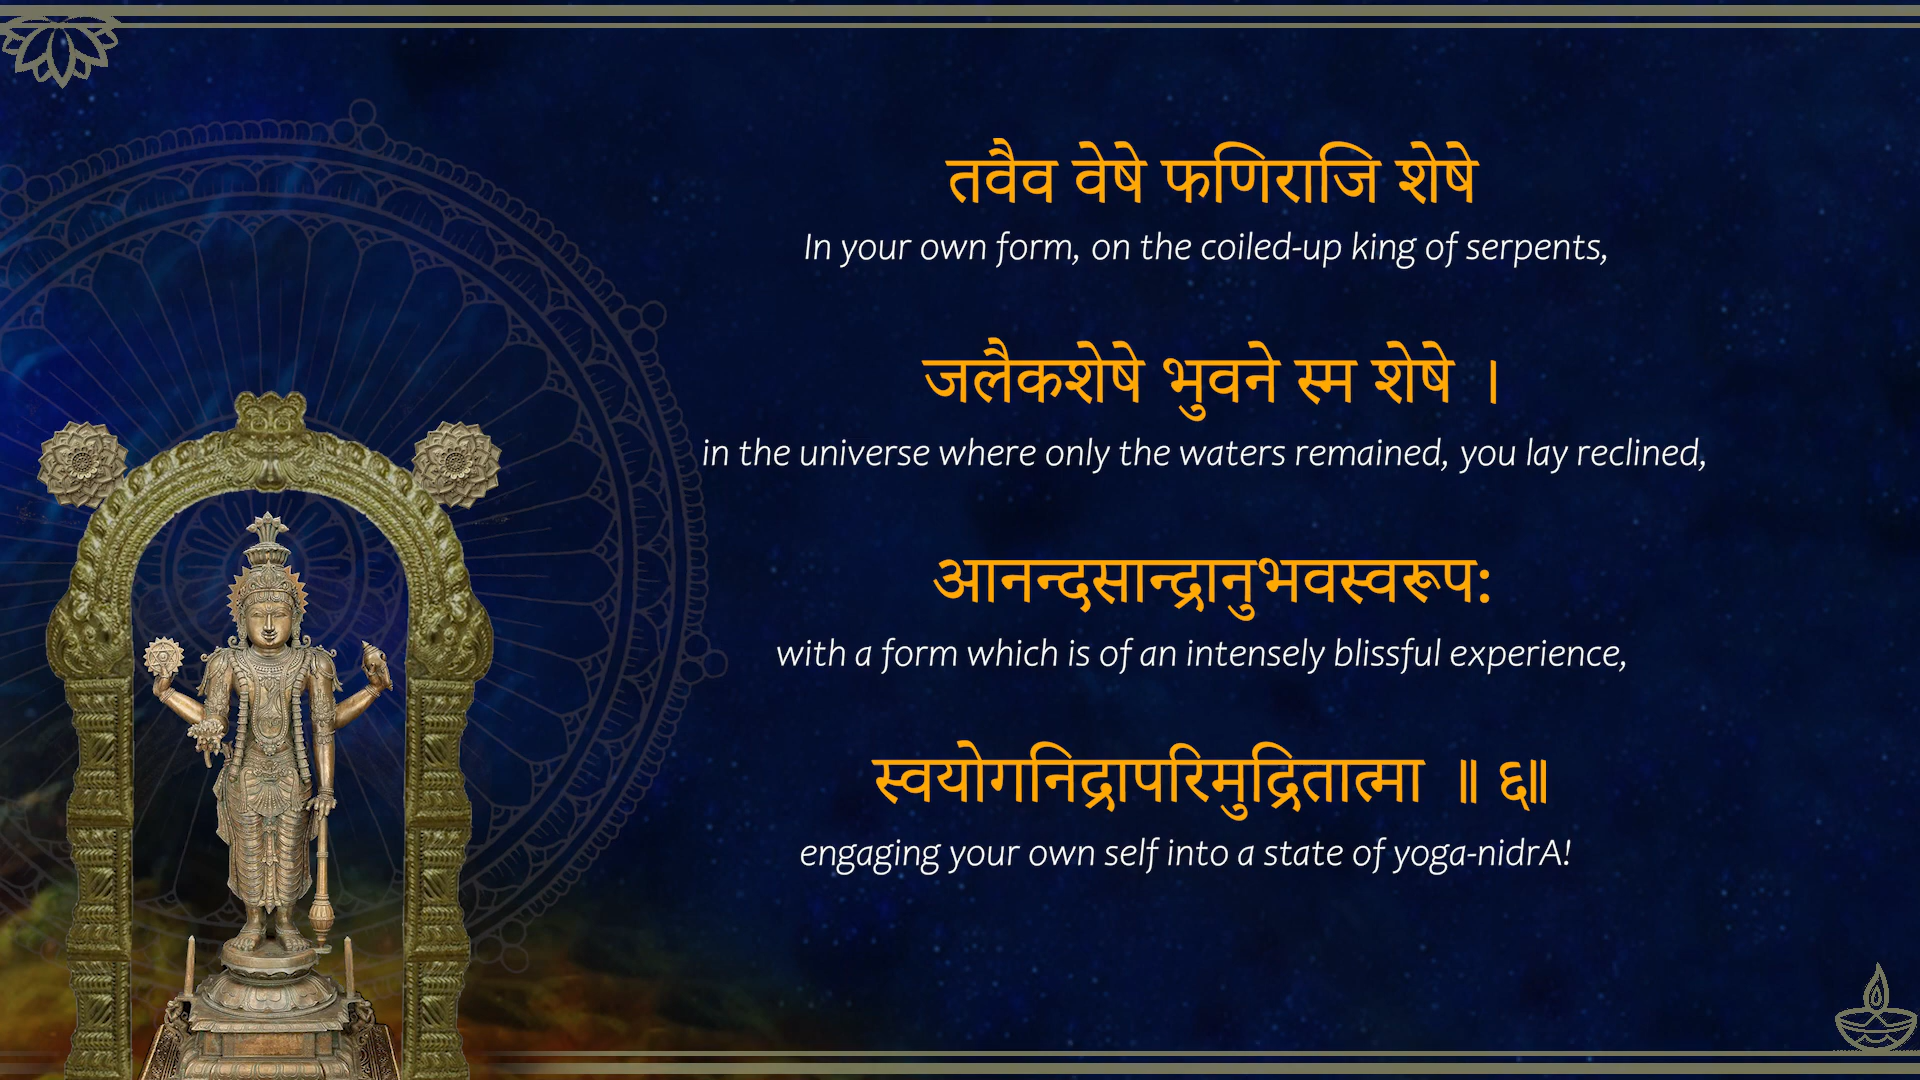 तवैव वेषे फणिराजि शेषे
In your own form, on the coiled-up king of serpents,
जलैकशेषे भुवने स्म शेषे ।
in the universe where only the waters remained, you lay reclined,
आनन्दसान्द्रानुभवस्वरूप:
with a form which is of an intensely blissful experience,
स्वयोगनिद्रापरिमुद्रितात्मा ॥ ६॥
engaging your own self into a state of yoga-nidrA!